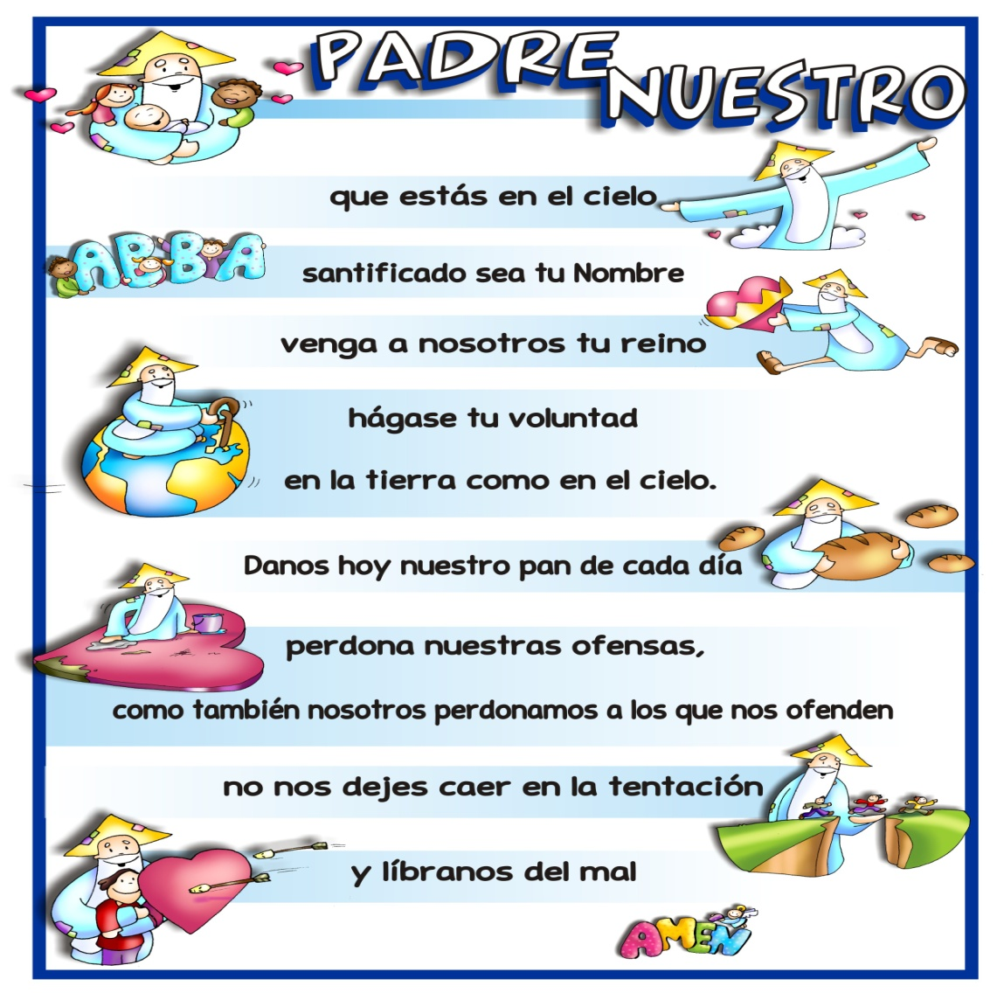 PADRE NUESTRO
que estás en el cielo
ABBA
santificado sea tu Nombre
venga a nosotros tu reino
hágase tu voluntad
en la tierra como en el cielo.
Danos hoy nuestro pan de cada día
perdona nuestras ofensas,
como también nosotros perdonamos a los que nos ofenden
no nos dejes caer en la tentación
y líbranos del mal
AMEN